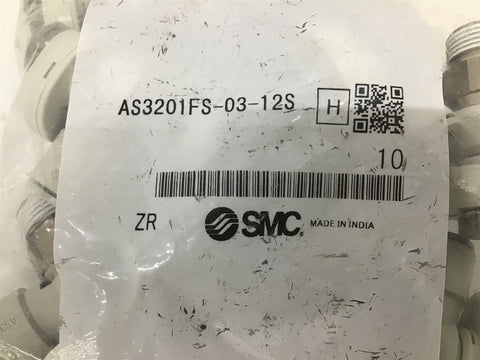 AS3201FS-03-12S H
10
ZR SMC MADE IN INDIA